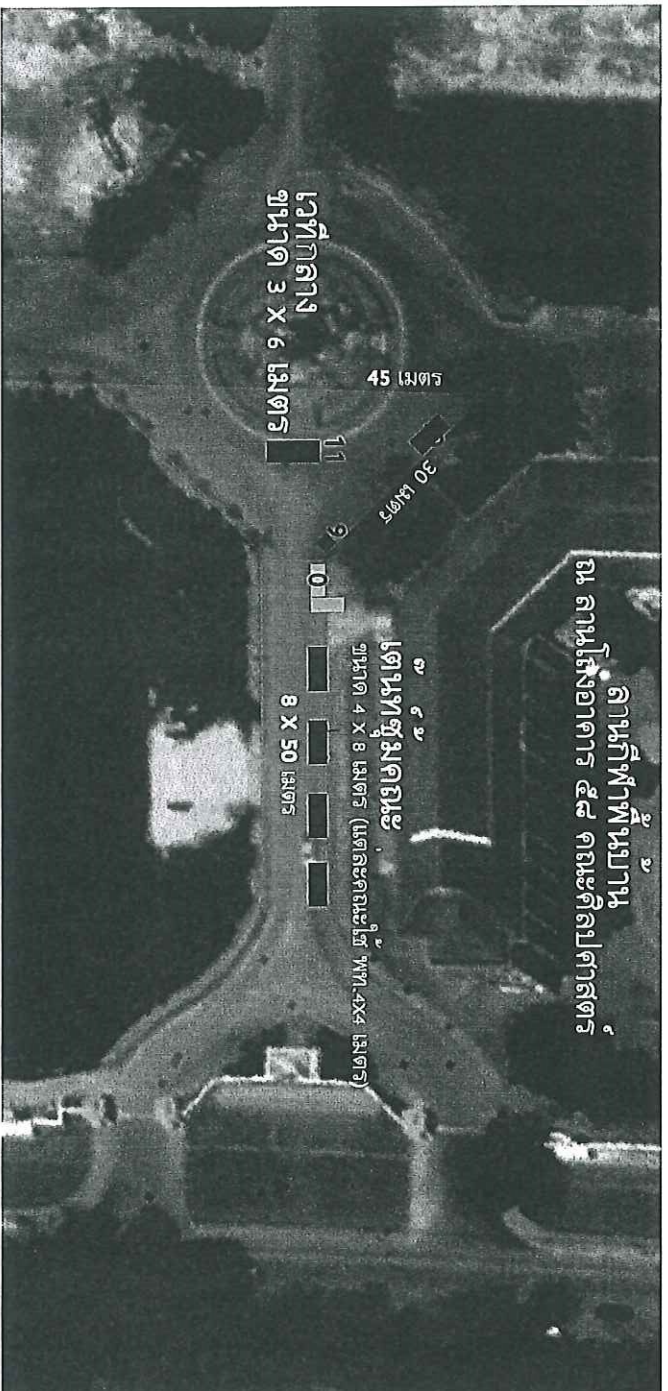 ลานกีฬาพื้นบ้าน
ณ ลานโล่งอาคาร ๕๘ คณะศิลปศาสตร์
เต็นท์ซุ้มคณะ
ขนาด 4 X 8 เมตร (แต่ละคณะใช้ พท.4X4 เมตร)
8 X 50 เมตร
เวทีกลาง
ขนาด 3 X 6 เมตร
45 เมตร
30 เมตร
11
9
0